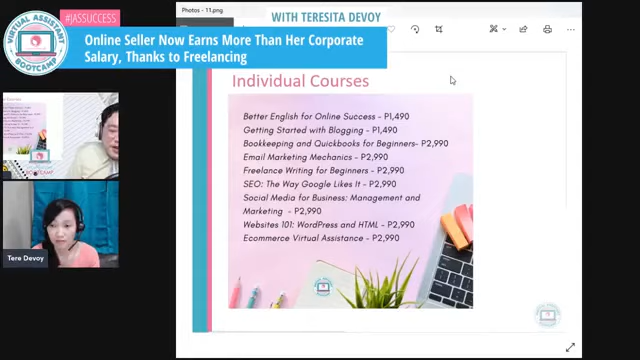 #JASSUCCESS
Photos - 11.png
WITH TERESITA DEVOY
VIRTUAL ASSISTANT
BOOTCAMP
Online Seller Now Earns More Than Her Corporate
Salary, Thanks to Freelancing
Individual Courses
Better English for Online Success - P1,490
Getting Started with Blogging - P1,490
Bookkeeping and Quickbooks for Beginners- P2,990
Email Marketing Mechanics - P2,990
Freelance Writing for Beginners - P2,990
SEO: The Way Google Likes It - P2,990
Social Media for Business: Management and
Marketing - P2,990
Websites 101: WordPress and HTML - P2,990
Ecommerce Virtual Assistance - P2,990
Tere Devoy